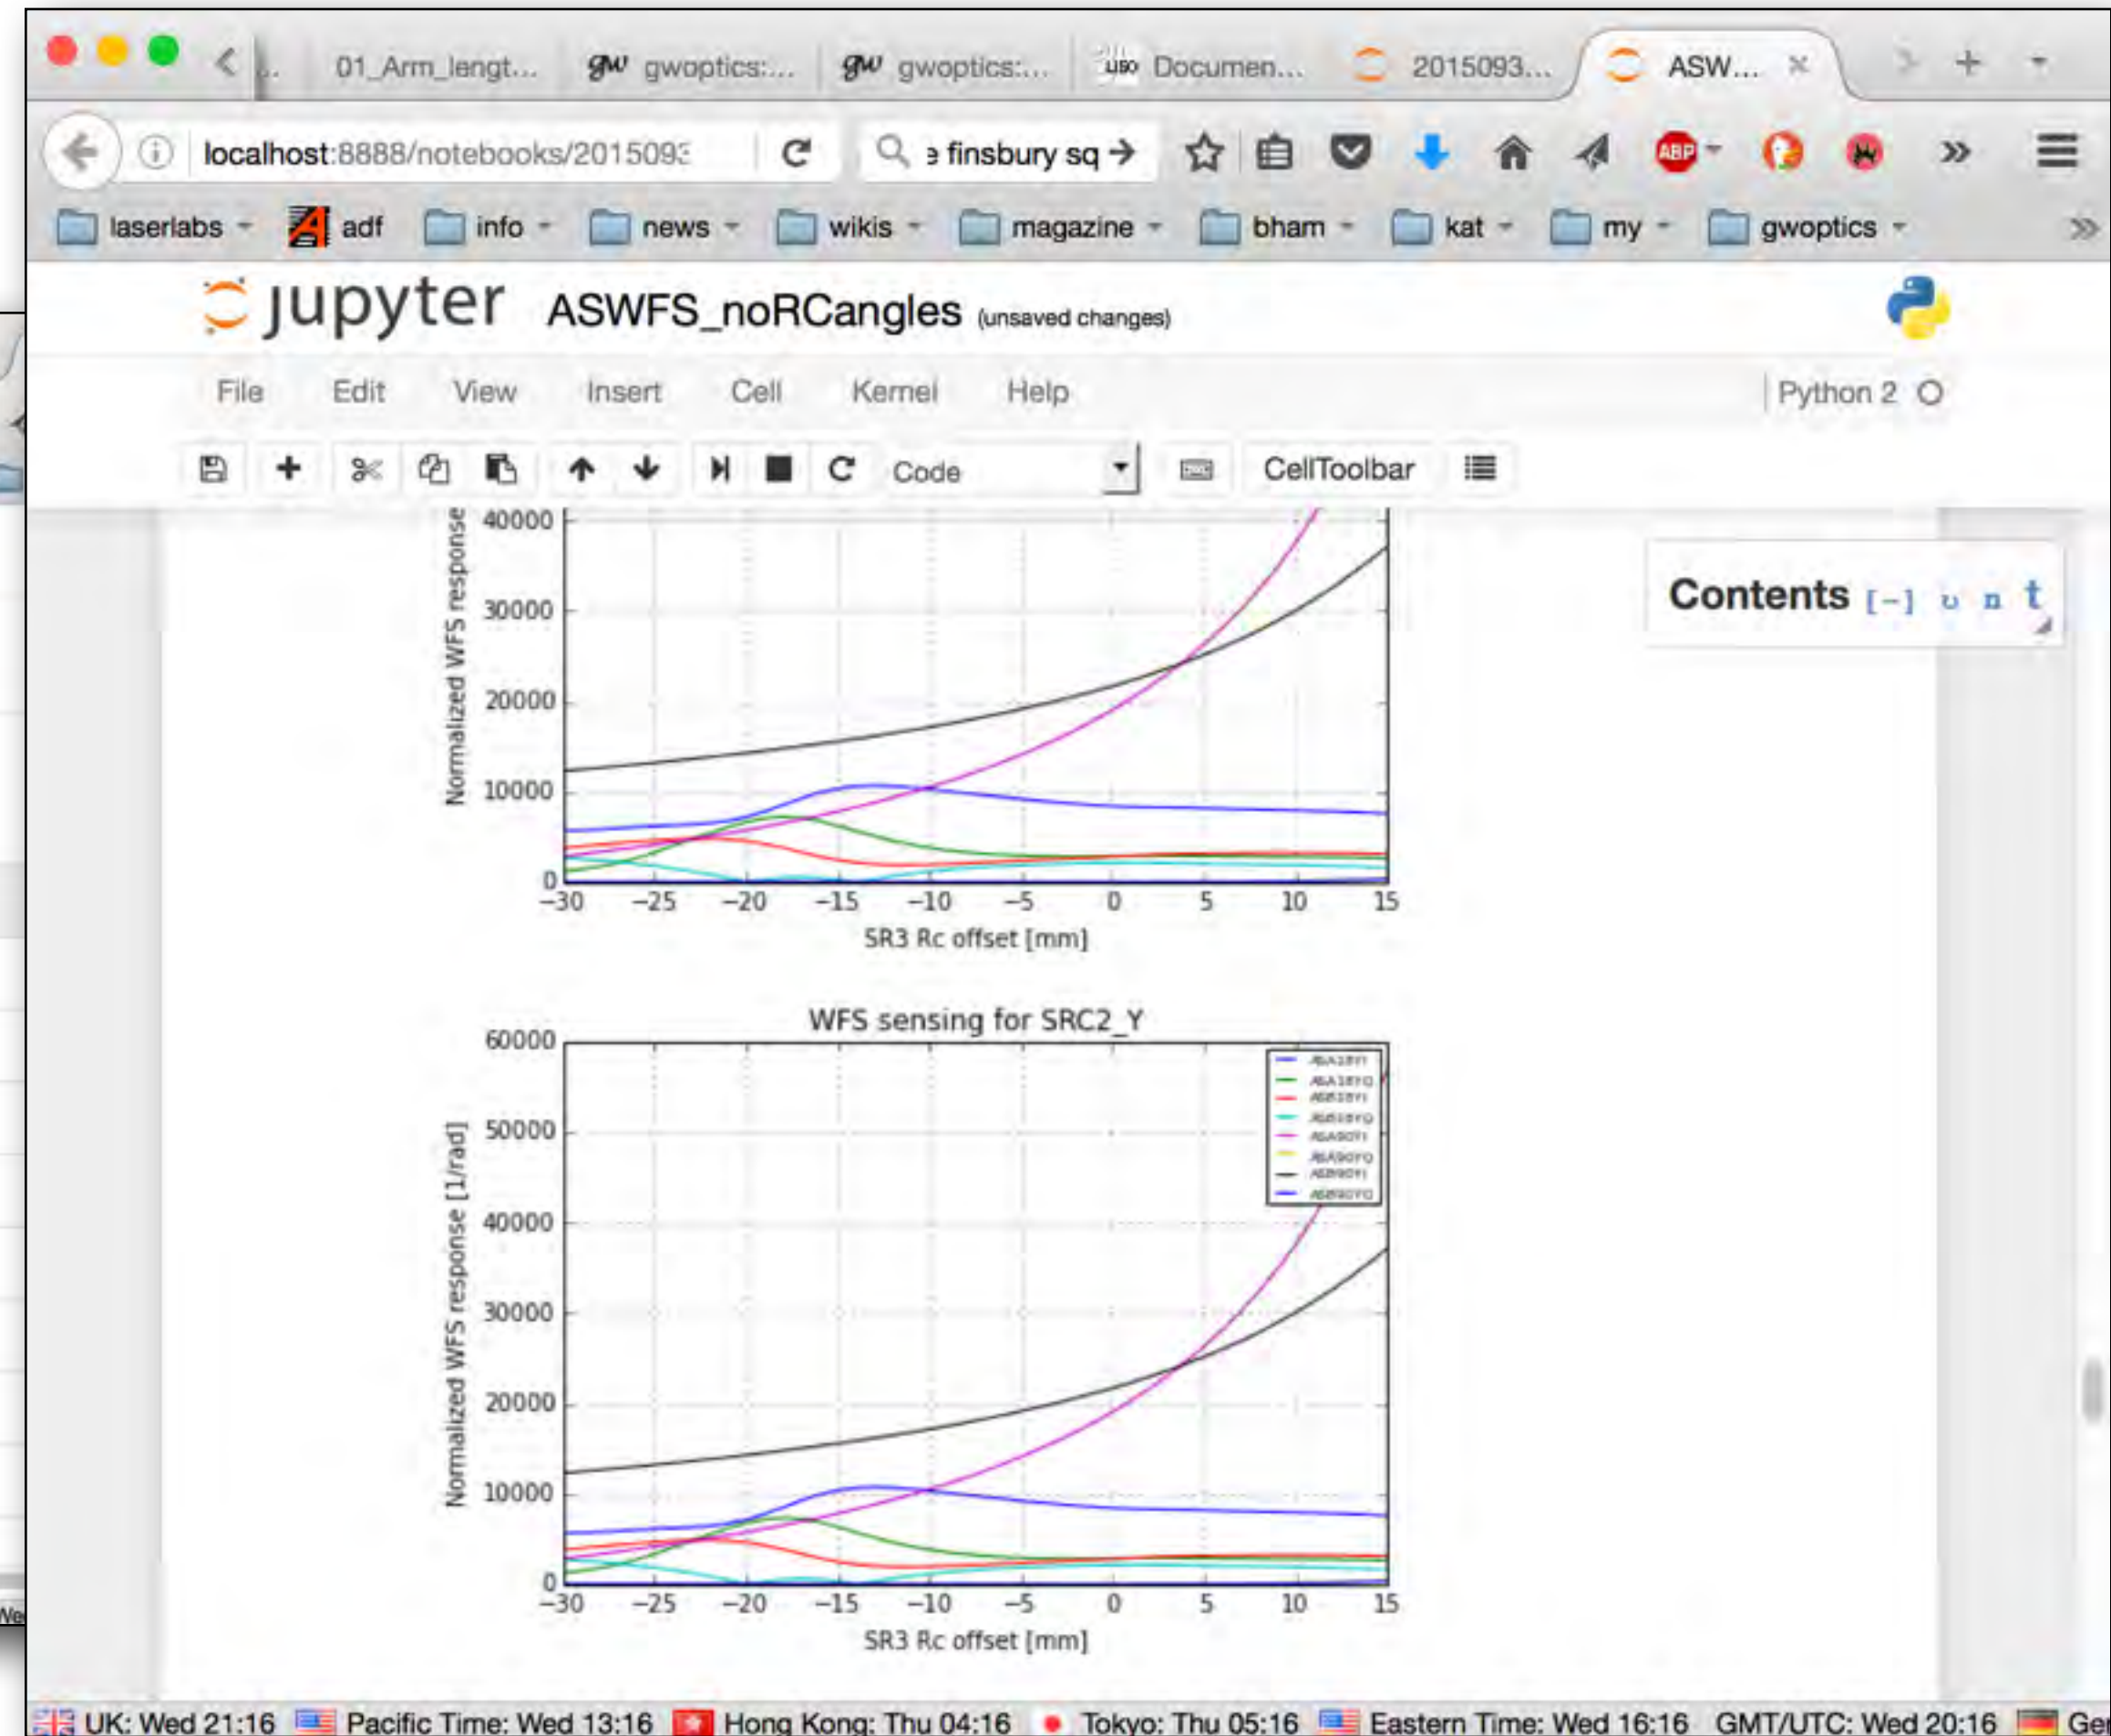 01_Arm_lengt... gw gwoptics:... gw gwoptics:... Documen... 2015093... ASW...
localhost:8888/notebooks/2015093 e finsbury sq ABP
laserlabs adf info news wikis magazine bham kat my gwoptics
jupyter ASWFS_noRCangles (unsaved changes)
File Edit View Insert Cell Kernel Help Python 2
Code CellToolbar
Contents [-] n t
Normalized WFS response
40000
30000
20000
10000
0
−30 −25 −20 −15 −10 −5 0 5 10 15
SR3 Rc offset [mm]
WFS sensing for SRC2_Y
Normalized WFS response [1/rad]
60000
50000
40000
30000
20000
10000
0
−30 −25 −20 −15 −10 −5 0 5 10 15
SR3 Rc offset [mm]
UK: Wed 21:16 Pacific Time: Wed 13:16 Hong Kong: Thu 04:16 Tokyo: Thu 05:16 Eastern Time: Wed 16:16 GMT/UTC: Wed 20:16 Ger